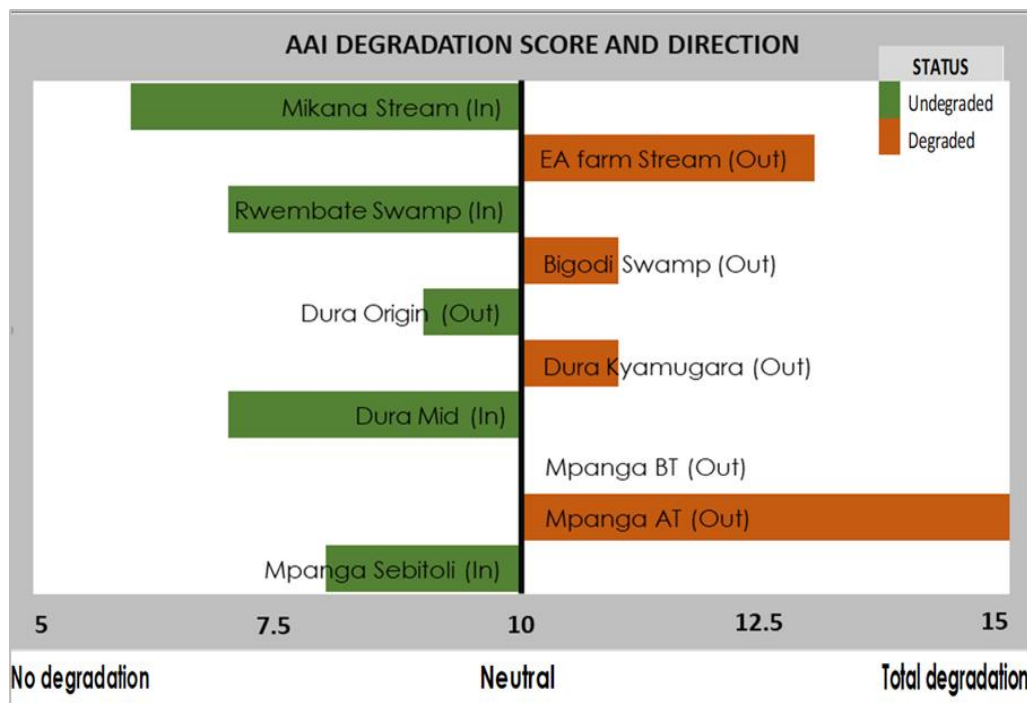 AAI DEGRADATION SCORE AND DIRECTION
STATUS
Undegraded
Degraded
Mikana Stream (In)
EA farm Stream (Out)
Rwembate Swamp (In)
Bigodi Swamp (Out)
Dura Origin (Out)
Dura Kyamugara (Out)
Dura Mid (In)
Mpanga BT (Out)
Mpanga AT (Out)
Mpanga Sebitoli (In)
5 7.5 10 12.5 15
No degradation Neutral Total degradation